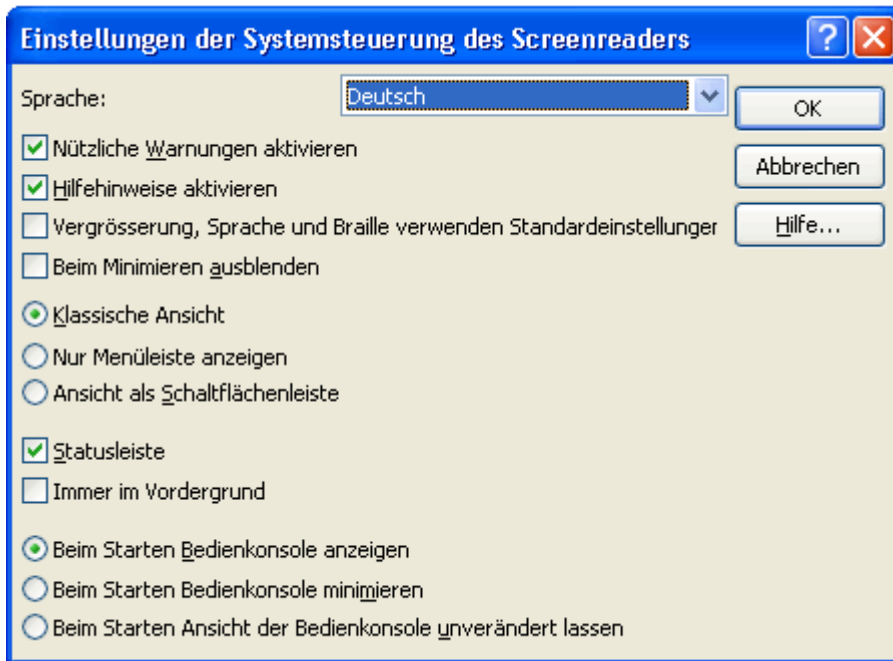 Einstellungen der Systemsteuerung des Screenreaders
Sprache: Deutsch
OK
Nützliche Warnungen aktivieren
Abbrechen
Hilfehinweise aktivieren
Vergrösserung, Sprache und Braille verwenden Standardeinstellunger
Hilfe...
Beim Minimieren ausblenden
Klassische Ansicht
Nur Menüleiste anzeigen
Ansicht als Schaltflächenleiste
Statusleiste
Immer im Vordergrund
Beim Starten Bedienkonsole anzeigen
Beim Starten Bedienkonsole minimieren
Beim Starten Ansicht der Bedienkonsole unverändert lassen